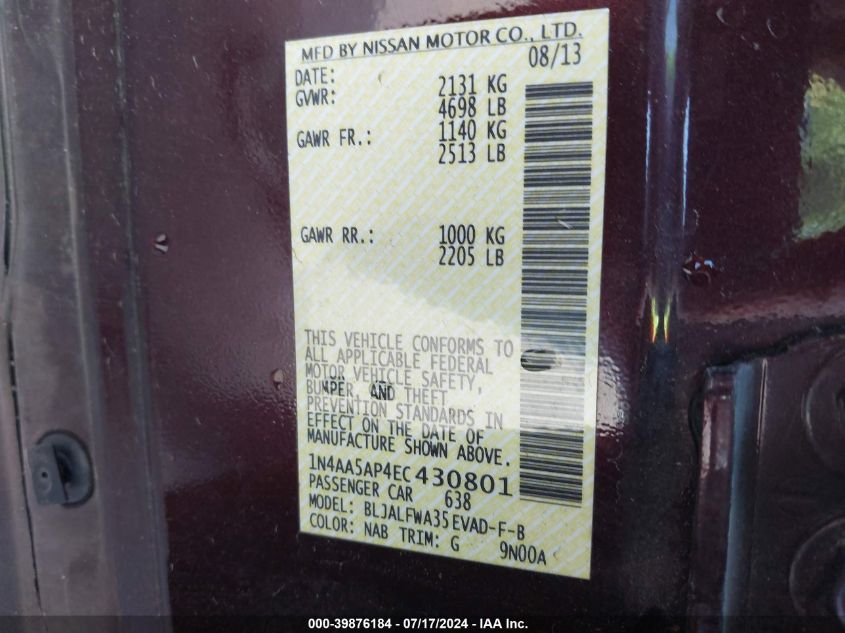 MFD BY NISSAN MOTOR CO., LTD.
DATE: 08/13
GVWR: 2131 KG
4698 LB
GAWR FR.: 1140 KG
2513 LB
GAWR RR.: 1000 KG
2205 LB
THIS VEHICLE CONFORMS TO
ALL APPLICABLE FEDERAL
MOTOR VEHICLE SAFETY,
BUMPER, AND THEFT
PREVENTION STANDARDS IN
EFFECT ON THE DATE OF
MANUFACTURE SHOWN ABOVE.
1N4AA5AP4EC430801
PASSENGER CAR 638
MODEL: BLJALFWA35EVAD-F-B
COLOR: NAB TRIM: G 9N00A
000-39876184 - 07/17/2024 - IAA Inc.